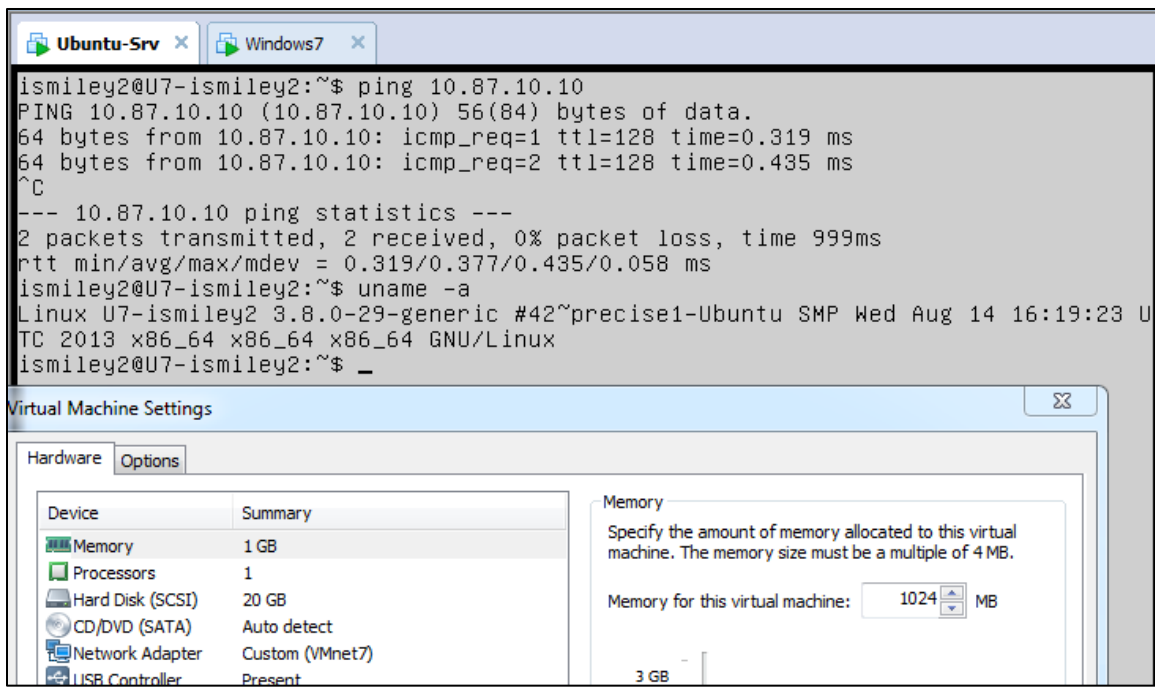 Ubuntu-Srv × Windows7 ×
ismiley2@U7-ismiley2:~$ ping 10.87.10.10
PING 10.87.10.10 (10.87.10.10) 56(84) bytes of data.
64 bytes from 10.87.10.10: icmp_req=1 ttl=128 time=0.319 ms
64 bytes from 10.87.10.10: icmp_req=2 ttl=128 time=0.435 ms
^C
--- 10.87.10.10 ping statistics ---
2 packets transmitted, 2 received, 0% packet loss, time 999ms
rtt min/avg/max/mdev = 0.319/0.377/0.435/0.058 ms
ismiley2@U7-ismiley2:~$ uname -a
Linux U7-ismiley2 3.8.0-29-generic #42~precise1-Ubuntu SMP Wed Aug 14 16:19:23 U
TC 2013 x86_64 x86_64 x86_64 GNU/Linux
ismiley2@U7-ismiley2:~$ _
Virtual Machine Settings
Hardware Options
Device Summary
Memory 1 GB
Processors 1
Hard Disk (SCSI) 20 GB
CD/DVD (SATA) Auto detect
Network Adapter Custom (VMnet7)
USB Controller Present
Memory
Specify the amount of memory allocated to this virtual
machine. The memory size must be a multiple of 4 MB.
Memory for this virtual machine: 1024 MB
3 GB